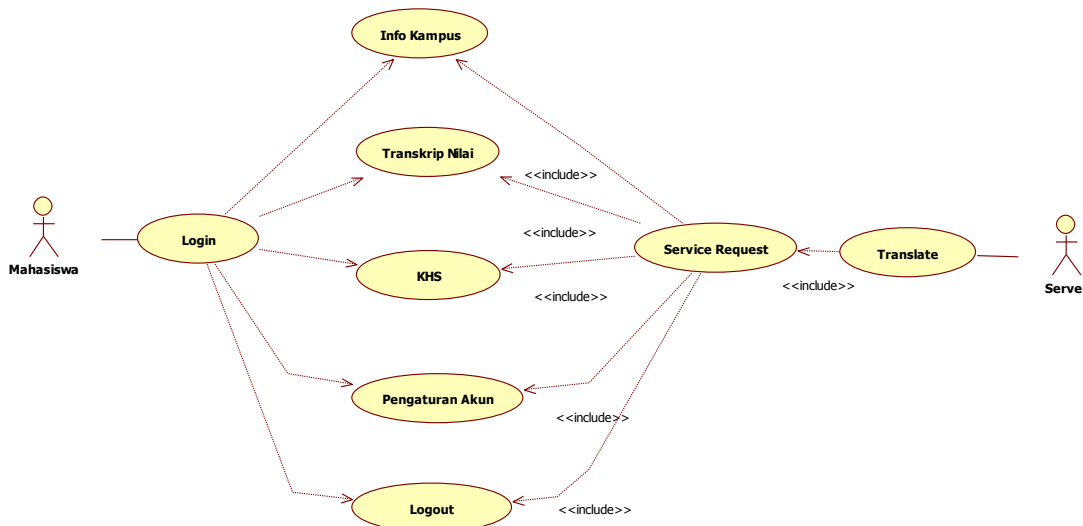 Info Kampus
Transkrip Nilai
<<include>>
Login
<<include>>
Service Request
Translate
Mahasiswa
KHS
<<include>>
<<include>>
Serve
Pengaturan Akun
<<include>>
Logout
<<include>>